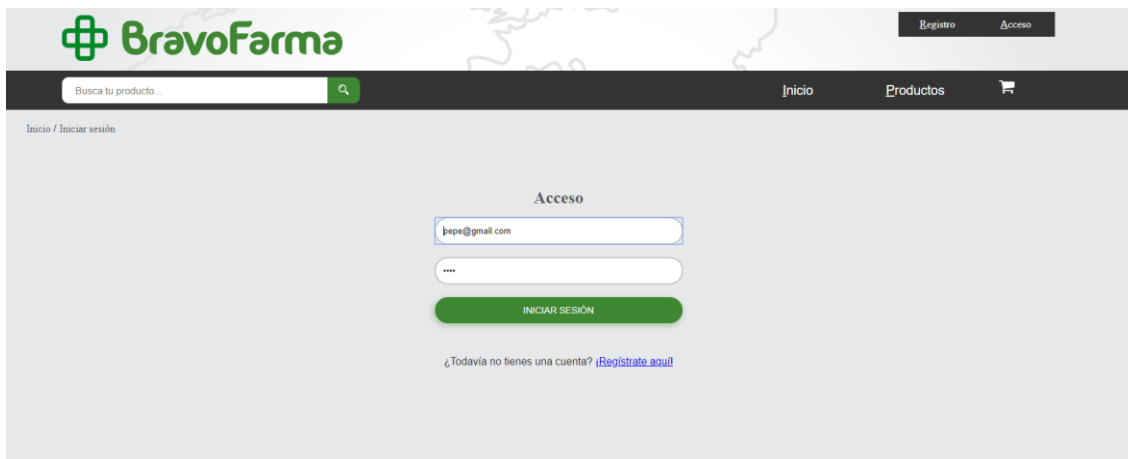 BravoFarma
Registro Acceso
Busca tu producto...
Inicio Productos
Inicio / Iniciar sesión
Acceso
pepe@gmail.com
••••
INICIAR SESIÓN
¿Todavía no tienes una cuenta? ¡Regístrate aquí!